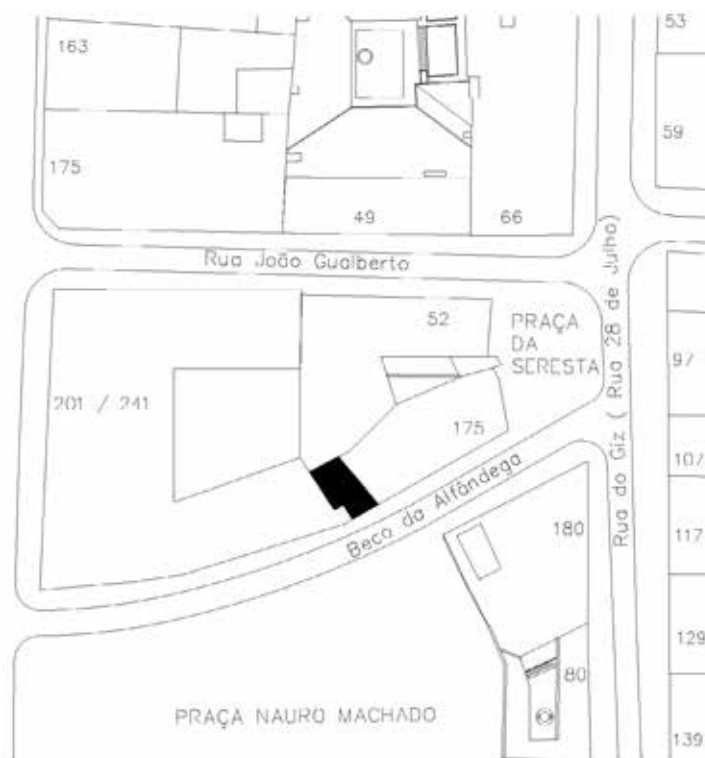 53
163
59
175
49
66
Rua João Gualberto
Rua do Giz ( Rua 28 de Julho)
52
PRAÇA
DA
SERESTA
97
201 / 241
175
107
Beco da Alfândega
180
117
129
80
PRAÇA NAURO MACHADO
139